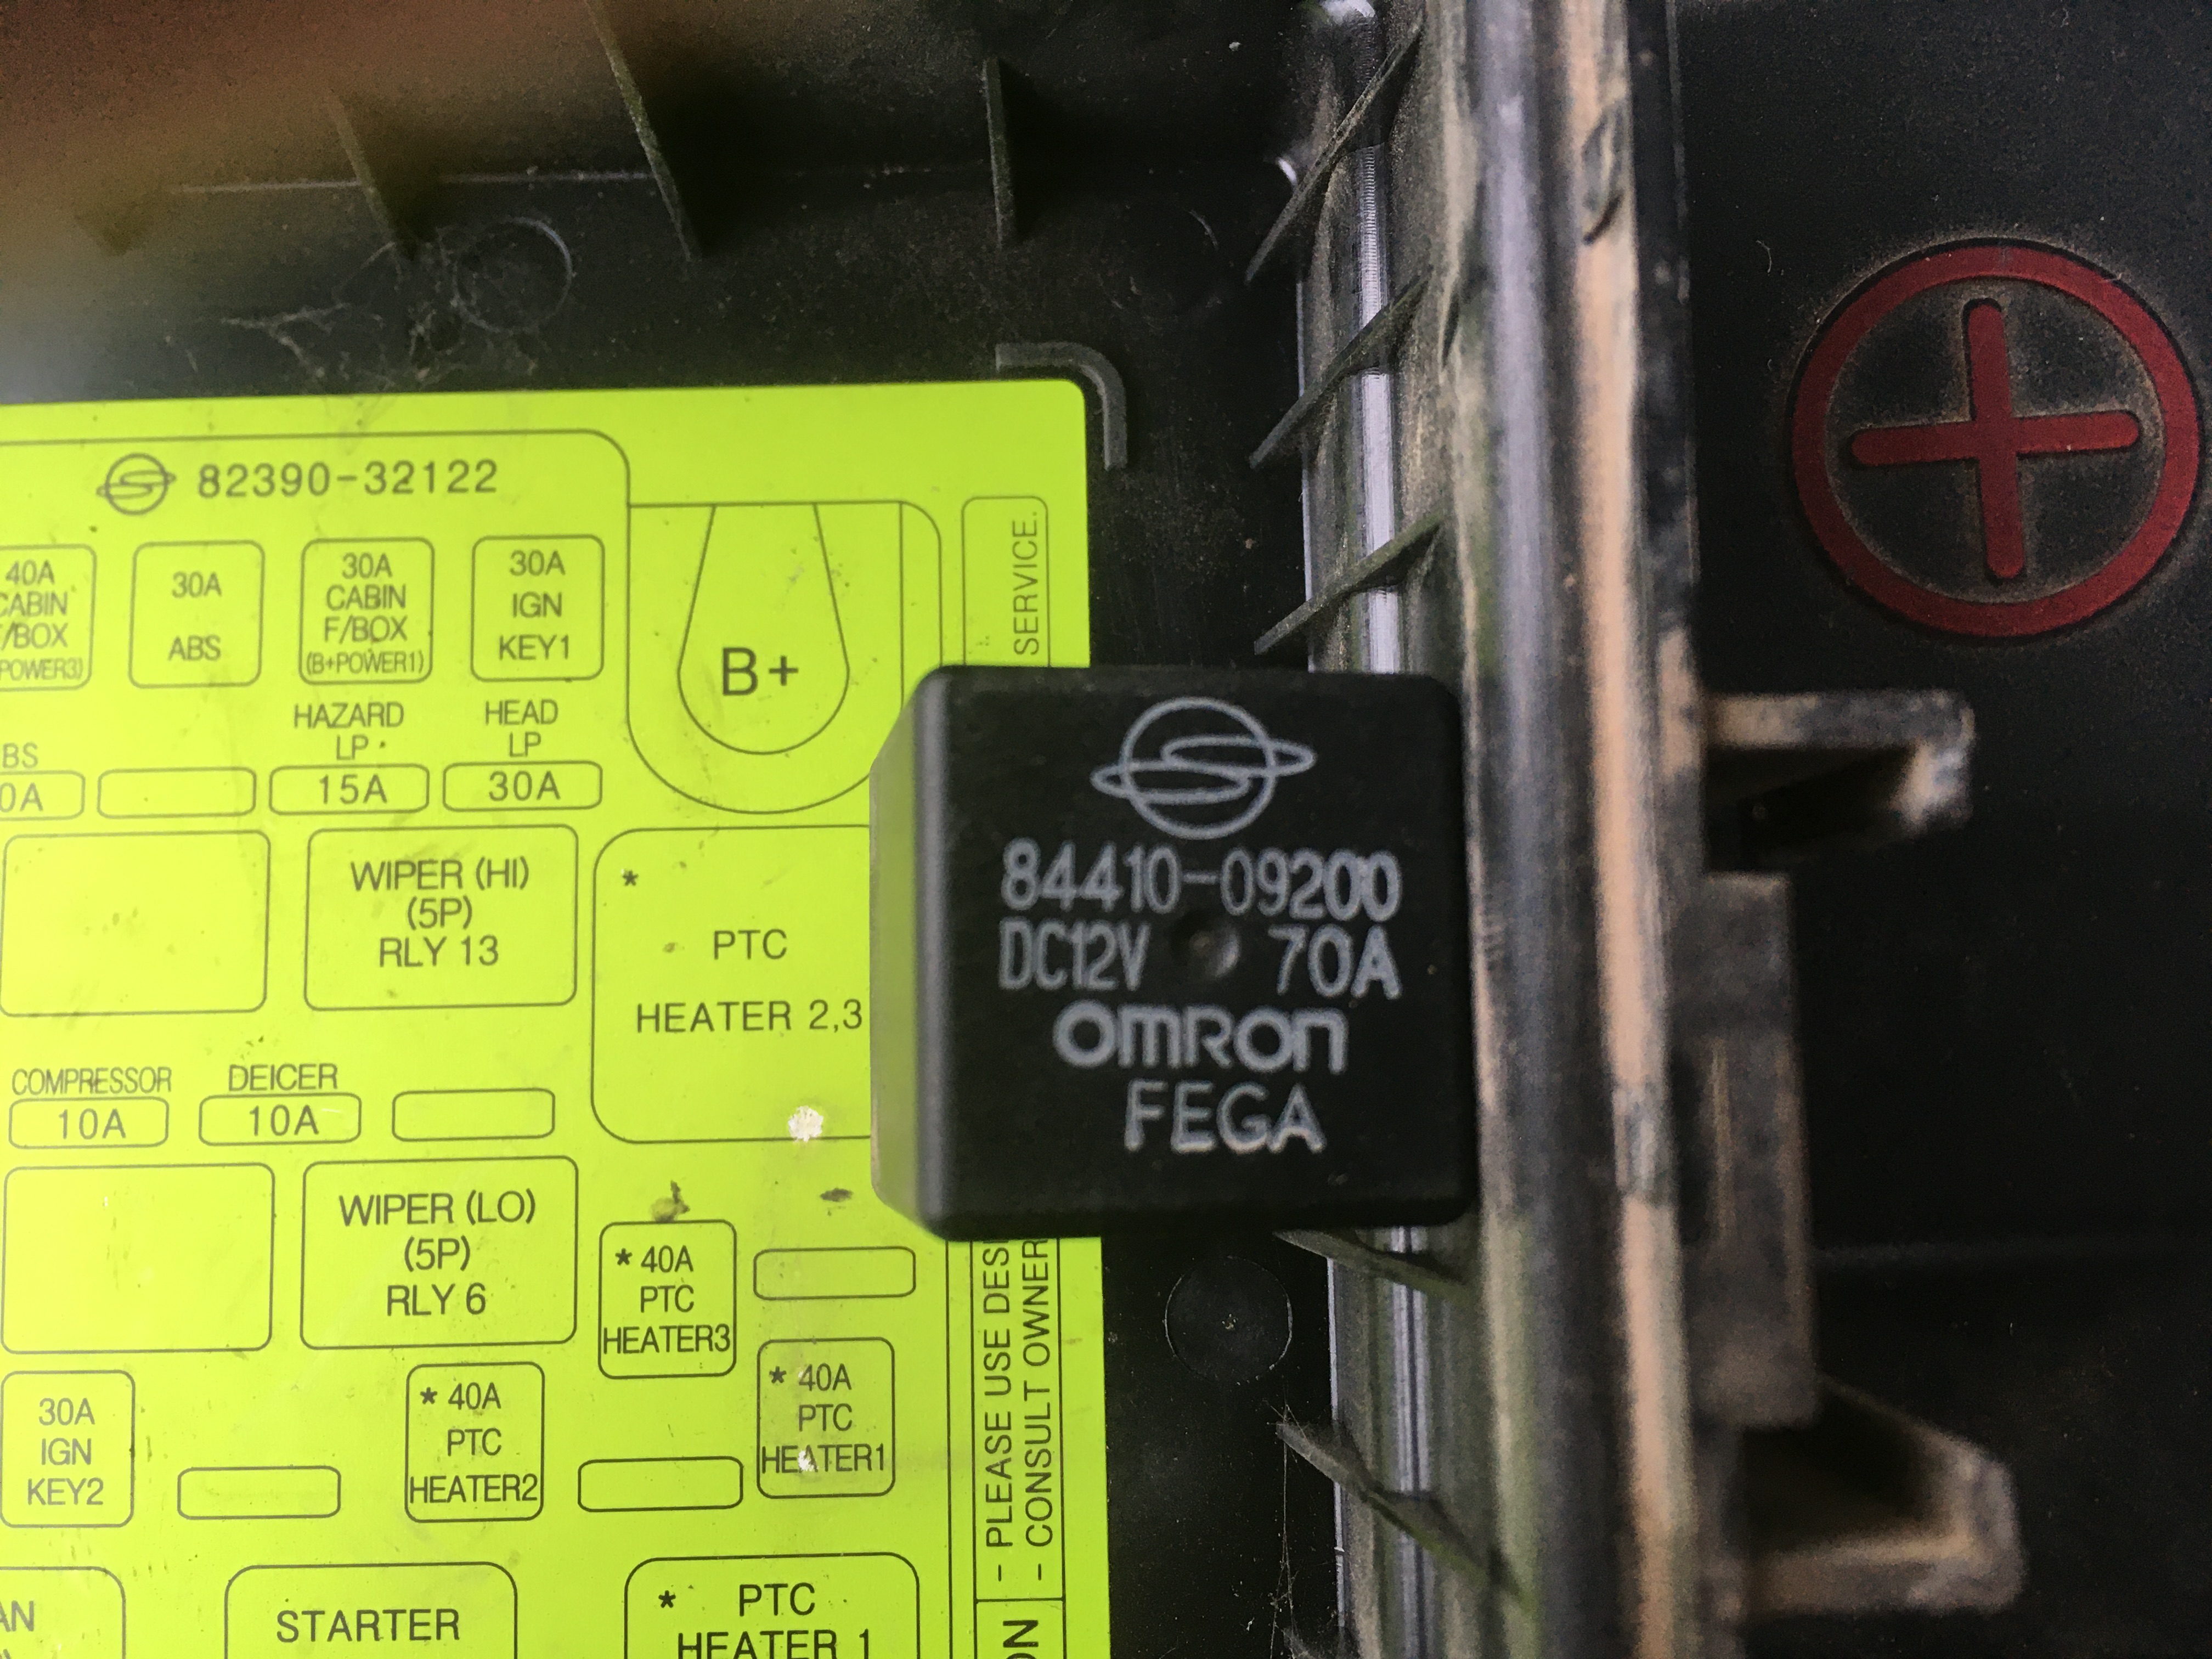 82390-32122
40A
CABIN
F/BOX
POWER3)
30A
ABS
30A
CABIN
F/BOX
(B+POWER1)
30A
IGN
KEY1
B+
SERVICE.
HAZARD
LP
15A
HEAD
LP
30A
BS
0A
WIPER (HI)
(5P)
RLY 13
*
PTC
HEATER 2,3
84410-09200
DC12V 70A
OMRON
FEGA
COMPRESSOR
10A
DEICER
10A
WIPER (LO)
(5P)
RLY 6
* 40A
PTC
HEATER3
* 40A
PTC
HEATER1
30A
IGN
KEY2
* 40A
PTC
HEATER2
- PLEASE USE DES
- CONSULT OWNER
AN
STARTER
* PTC
HEATER 1
ON